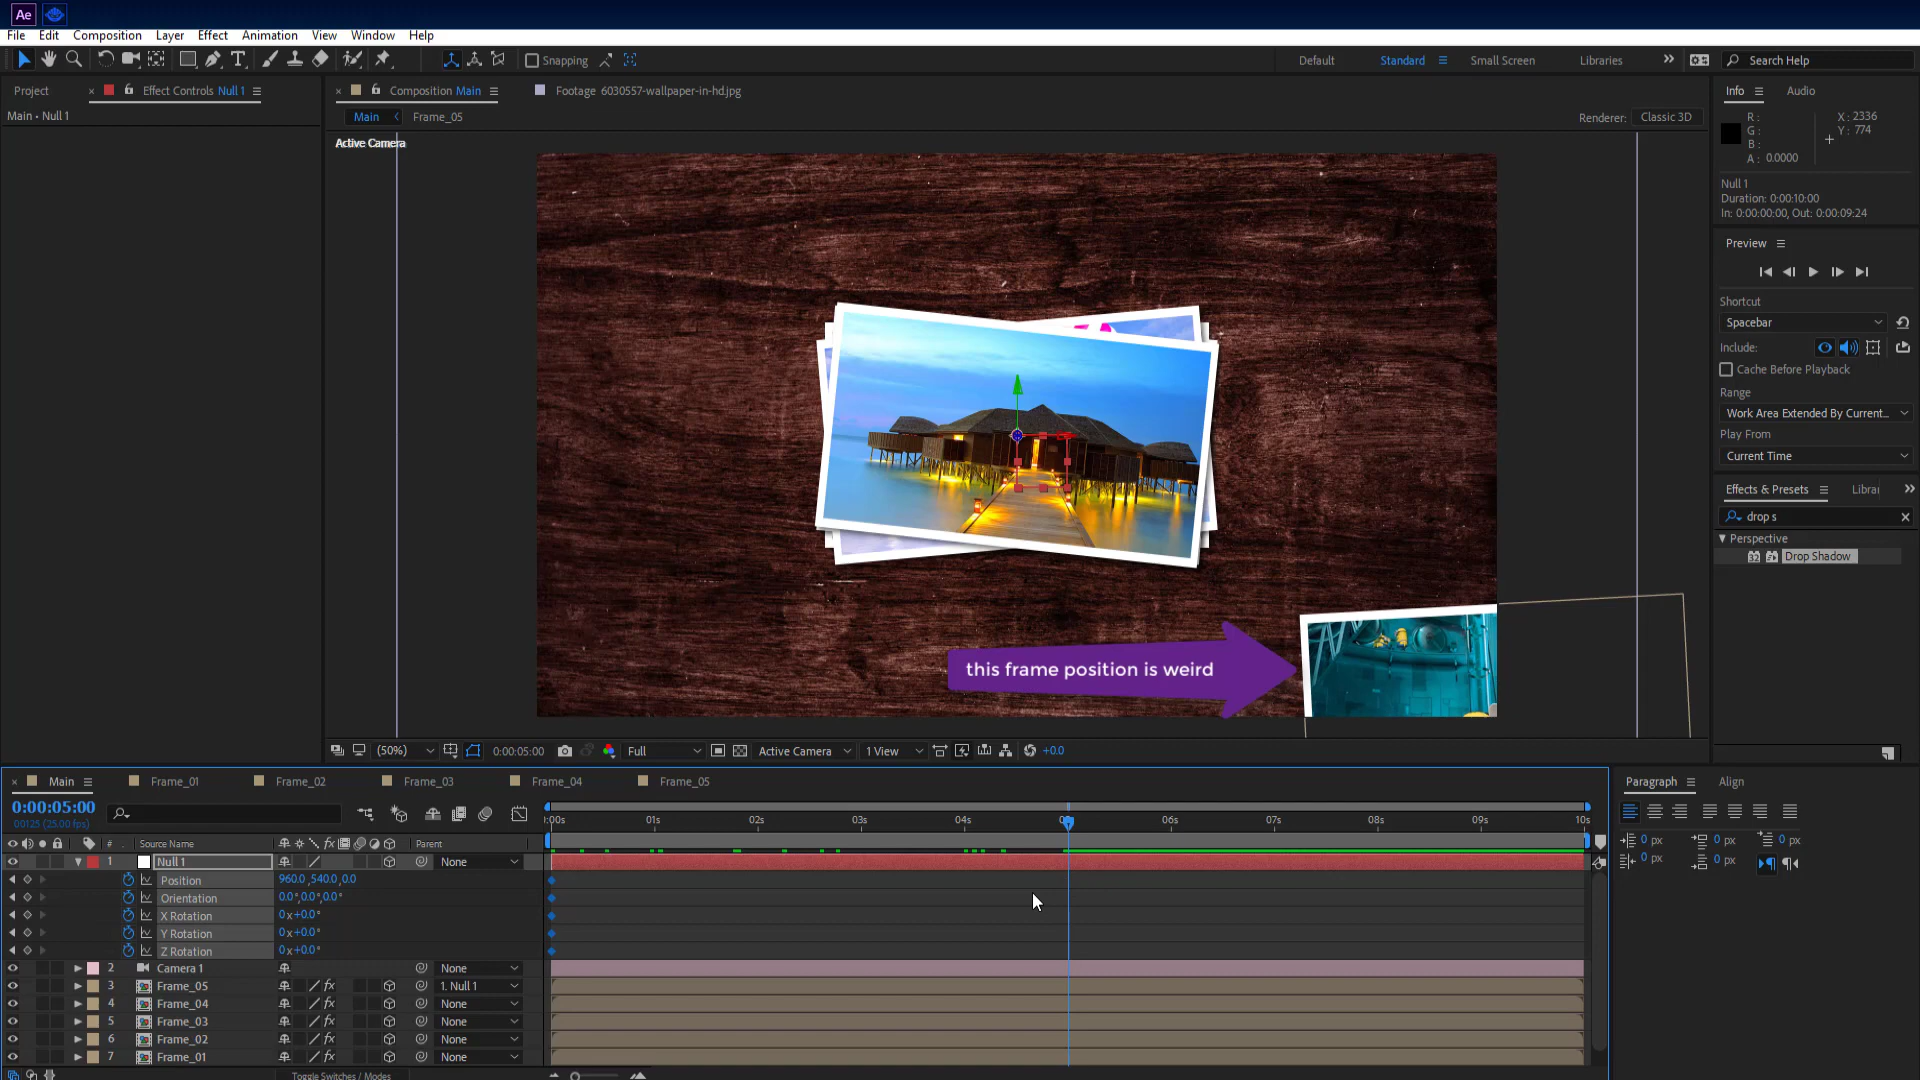 Ae
File Edit Composition Layer Effect Animation View Window Help
Snapping Default Standard Small Screen Libraries Search Help
Project Effect Controls Null 1 Composition Main Footage 6030557-wallpaper-in-hd.jpg Info Audio
Main • Null 1 Main Frame_05 Renderer: Classic 3D
R : X : 2336
G : Y : 774
B :
A : 0.0000
Active Camera
Null 1
Duration: 0:00:10:00
In: 0:00:00:00, Out: 0:00:09:24
Preview
Shortcut
Spacebar
Include:
Cache Before Playback
Range
Work Area Extended By Current...
Play From
Current Time
Effects & Presets Librai
drop s
Perspective
Drop Shadow
this frame position is weird
(50%) 0:00:05:00 Full Active Camera 1 View +0.0
Main Frame_01 Frame_02 Frame_03 Frame_04 Frame_05 Paragraph Align
0:00:05:00
00125 (25.00 fps)
):00s 01s 02s 03s 04s 06s 07s 08s 09s 10s
# Source Name Parent
1 Null 1 None
Position 960.0 ,540.0 ,0.0
Orientation 0.0°,0.0°,0.0°
X Rotation 0 x+0.0°
Y Rotation 0 x+0.0°
Z Rotation 0 x+0.0°
2 Camera 1 None
3 Frame_05 1. Null 1
4 Frame_04 None
5 Frame_03 None
6 Frame_02 None
7 Frame_01 None
Toggle Switches / Modes
0 px 0 px 0 px
0 px 0 px